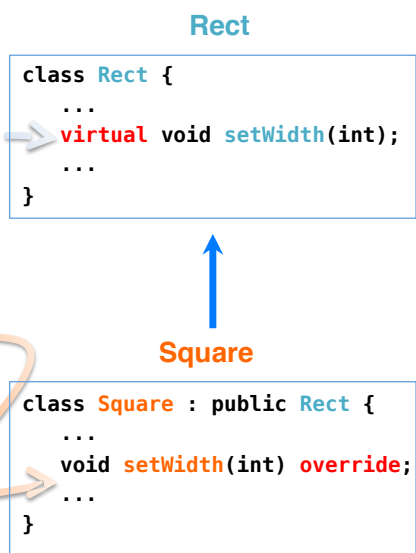 Rect
class Rect {
...
virtual void setWidth(int);
...
}
Square
class Square : public Rect {
...
void setWidth(int) override;
...
}